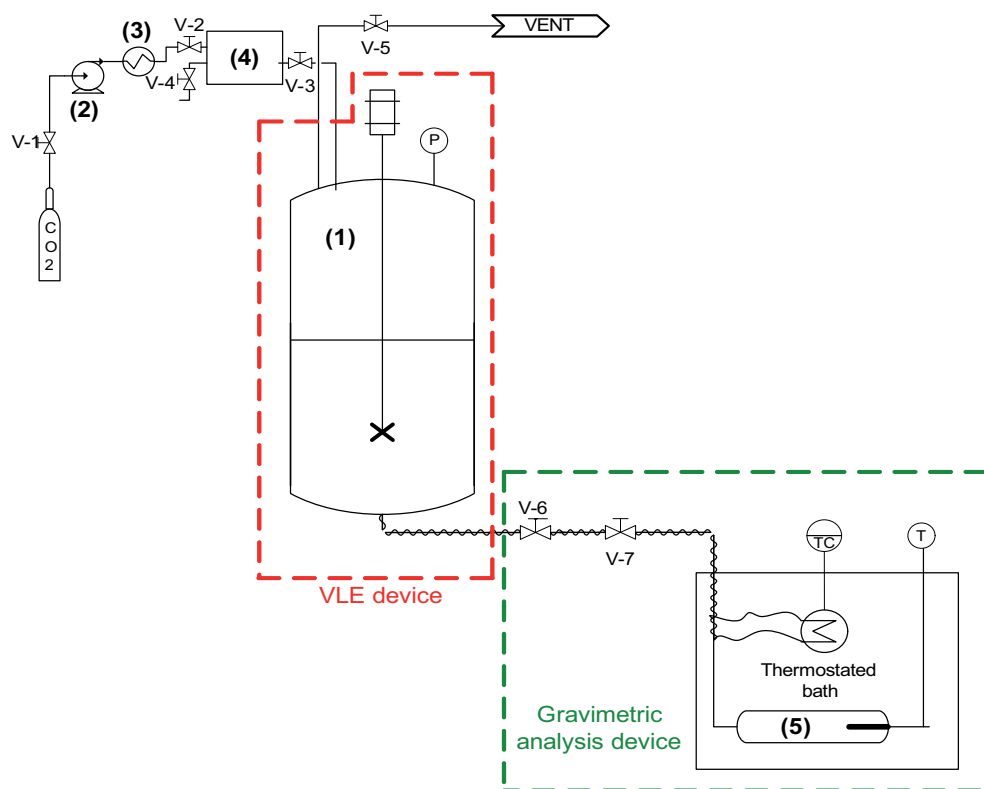 V-2
(3)
V-5
VENT
(4)
V-4
V-3
(2)
V-1
P
C
O
2
(1)
V-6
V-7
TC
T
VLE device
Thermostated
bath
Gravimetric
analysis device
(5)